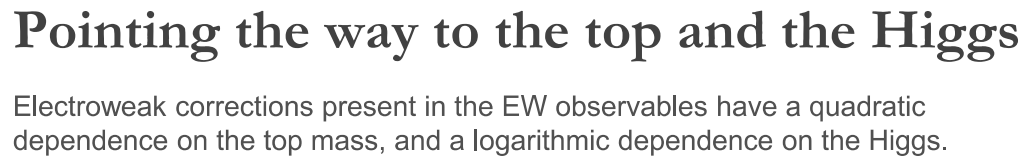 Pointing the way to the top and the Higgs
Electroweak corrections present in the EW observables have a quadratic
dependence on the top mass, and a logarithmic dependence on the Higgs.